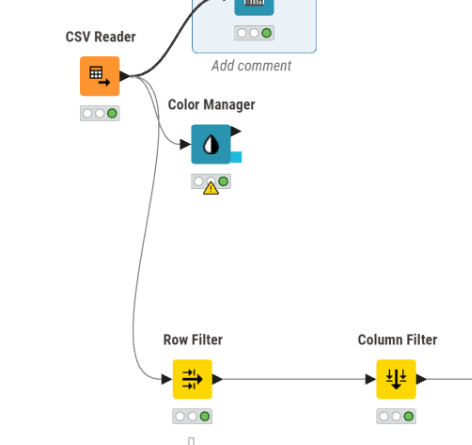 CSV Reader
Add comment
Color Manager
Row Filter
Column Filter